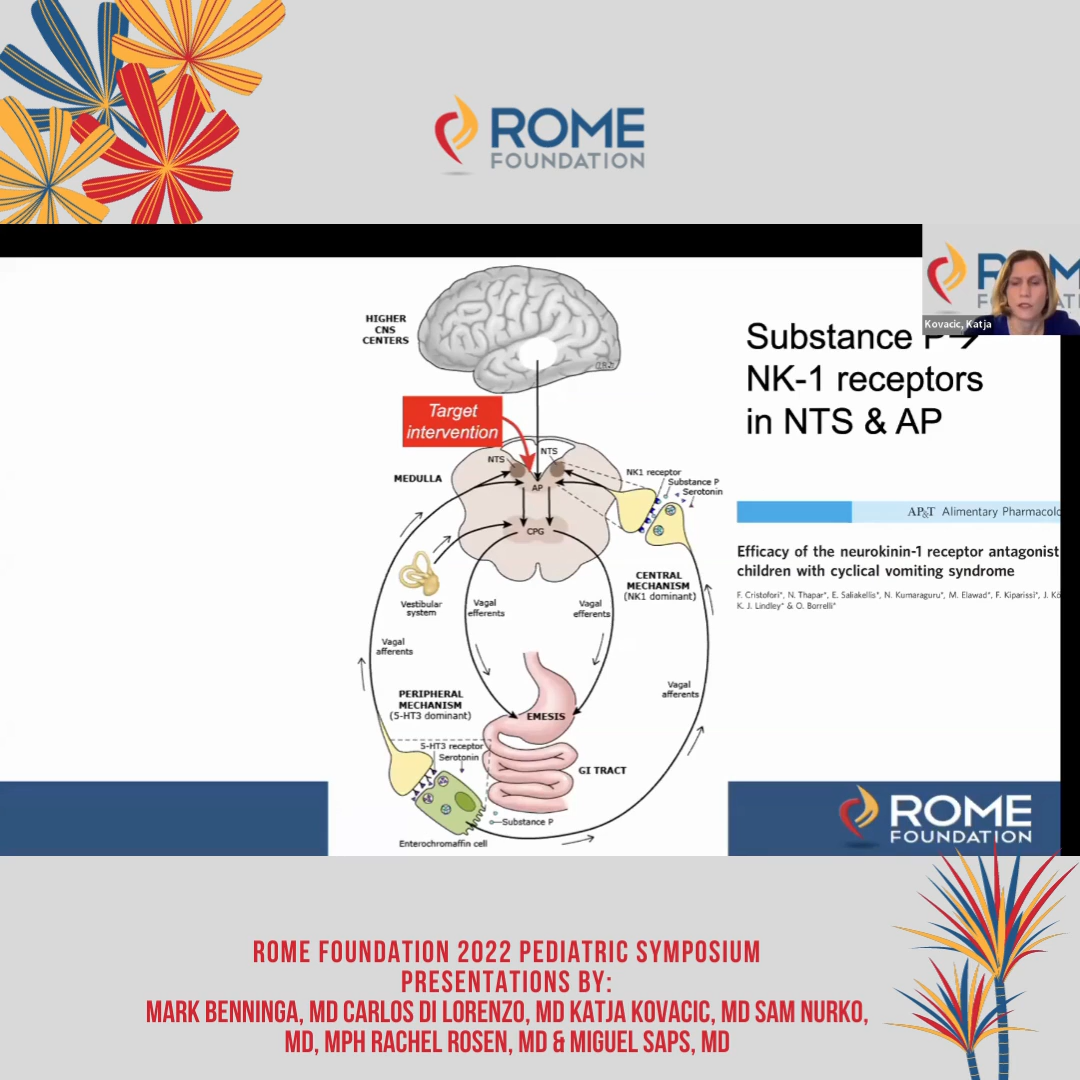 ROME
FOUNDATION
ROME
Kovacic, Katja
HIGHER
CNS
CENTERS
Substance P→
NK-1 receptors
in NTS & AP
Target
intervention
NTS
NTS
MEDULLA
AP
NK1 receptor
Substance P
Serotonin
CPG
AP&T Alimentary Pharmacolo
Efficacy of the neurokinin-1 receptor antagonist
children with cyclical vomiting syndrome
F. Cristofori*, N. Thapar*, E. Saliakellis*, N. Kumaraguru*, M. Elawad*, F. Kiparissi*, J. Kö
K. J. Lindley* & O. Borrelli*
CENTRAL
MECHANISM
(NK1 dominant)
Vestibular
system
Vagal
efferents
Vagal
efferents
Vagal
afferents
Vagal
afferents
PERIPHERAL
MECHANISM
(5-HT3 dominant)
EMESIS
5-HT3 receptor
Serotonin
GI TRACT
Substance P
Enterochromaffin cell
ROME
FOUNDATION
ROME FOUNDATION 2022 PEDIATRIC SYMPOSIUM
PRESENTATIONS BY:
MARK BENNINGA, MD CARLOS DI LORENZO, MD KATJA KOVACIC, MD SAM NURKO,
MD, MPH RACHEL ROSEN, MD & MIGUEL SAPS, MD